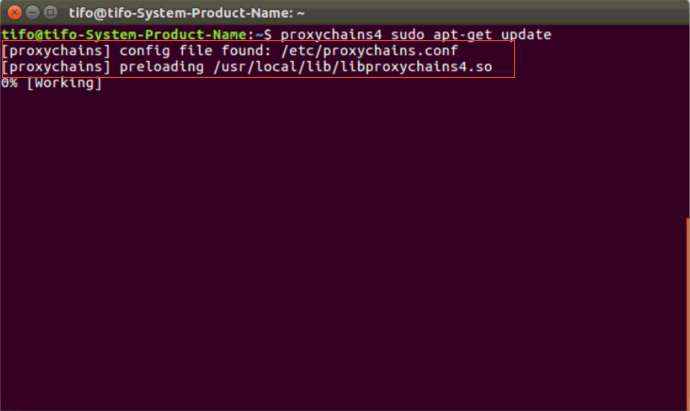 tifo@tifo-System-Product-Name: ~
tifo@tifo-System-Product-Name:~$ proxychains4 sudo apt-get update
[proxychains] config file found: /etc/proxychains.conf
[proxychains] preloading /usr/local/lib/libproxychains4.so
0% [Working]